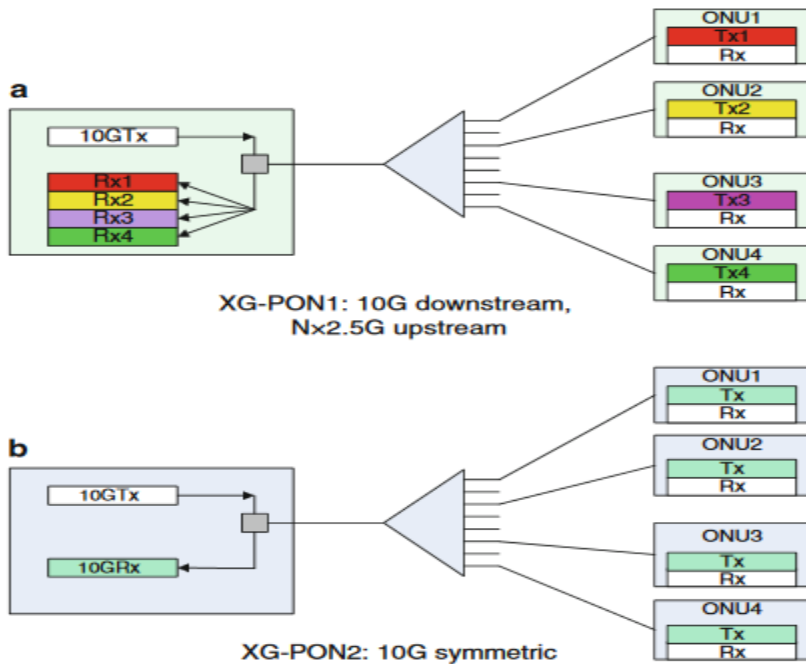 a
10GTx
Rx1
Rx2
Rx3
Rx4
ONU1
Tx1
Rx
ONU2
Tx2
Rx
ONU3
Tx3
Rx
ONU4
Tx4
Rx
XG-PON1: 10G downstream,
N×2.5G upstream
b
10GTx
10GRx
ONU1
Tx
Rx
ONU2
Tx
Rx
ONU3
Tx
Rx
ONU4
Tx
Rx
XG-PON2: 10G symmetric